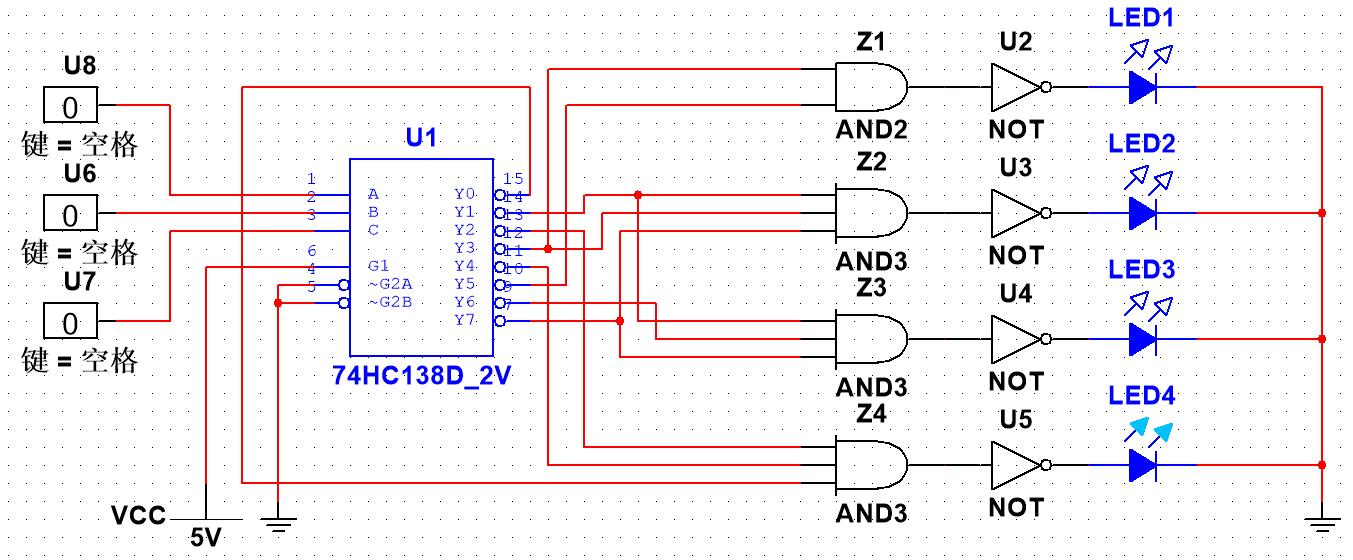 U8
0
键 = 空格
U6
0
键 = 空格
U7
0
键 = 空格
VCC
5V
U1
1
2
3
6
4
5
A
B
C
G1
~G2A
~G2B
Y0
Y1
Y2
Y3
Y4
Y5
Y6
Y7
15
14
13
12
11
10
9
7
74HC138D_2V
Z1
AND2
Z2
AND3
Z3
AND3
Z4
AND3
U2
NOT
U3
NOT
U4
NOT
U5
NOT
LED1
LED2
LED3
LED4